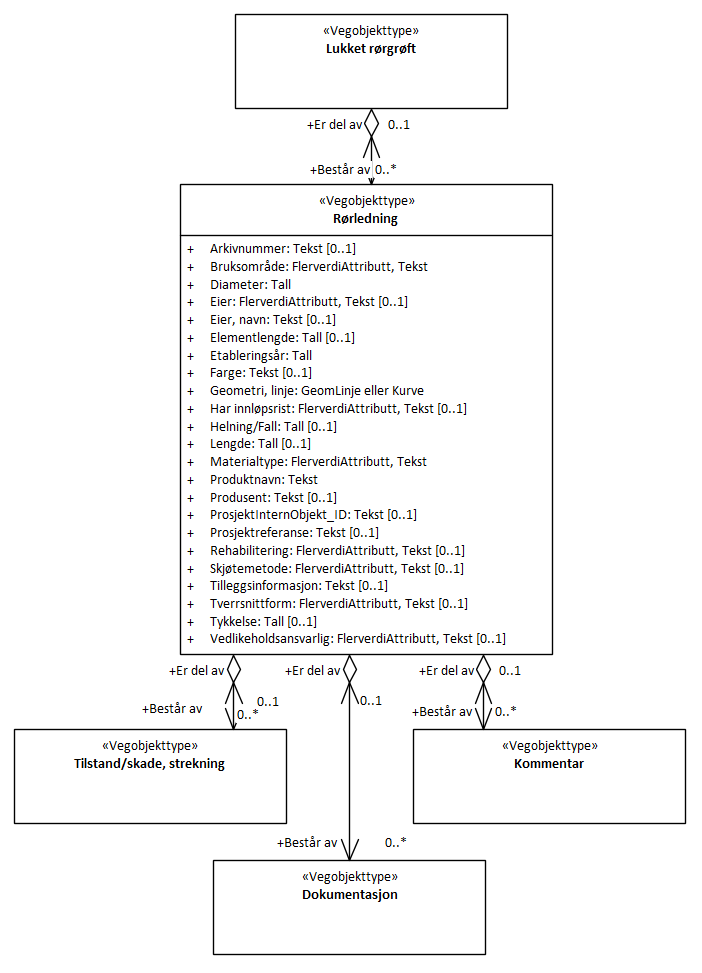 «Vegobjekttype»
Lukket rørgrøft
+Er del av 0..1
+Består av 0..*
«Vegobjekttype»
Rørledning
+ Arkivnummer: Tekst [0..1]
+ Bruksområde: FlerverdiAttributt, Tekst
+ Diameter: Tall
+ Eier: FlerverdiAttributt, Tekst [0..1]
+ Eier, navn: Tekst [0..1]
+ Elementlengde: Tall [0..1]
+ Etableringsår: Tall
+ Farge: Tekst [0..1]
+ Geometri, linje: GeomLinje eller Kurve
+ Har innløpsrist: FlerverdiAttributt, Tekst [0..1]
+ Helning/Fall: Tall [0..1]
+ Lengde: Tall [0..1]
+ Materialtype: FlerverdiAttributt, Tekst
+ Produktnavn: Tekst
+ Produsent: Tekst [0..1]
+ ProsjektInternObjekt_ID: Tekst [0..1]
+ Prosjektreferanse: Tekst [0..1]
+ Rehabilitering: FlerverdiAttributt, Tekst [0..1]
+ Skjøtemetode: FlerverdiAttributt, Tekst [0..1]
+ Tilleggsinformasjon: Tekst [0..1]
+ Tverrsnittform: FlerverdiAttributt, Tekst [0..1]
+ Tykkelse: Tall [0..1]
+ Vedlikeholdsansvarlig: FlerverdiAttributt, Tekst [0..1]
+Er del av +Er del av +Er del av 0..1
0..1 0..1
+Består av 0..* +Består av 0..*
«Vegobjekttype» «Vegobjekttype»
Tilstand/skade, strekning Kommentar
+Består av 0..*
«Vegobjekttype»
Dokumentasjon